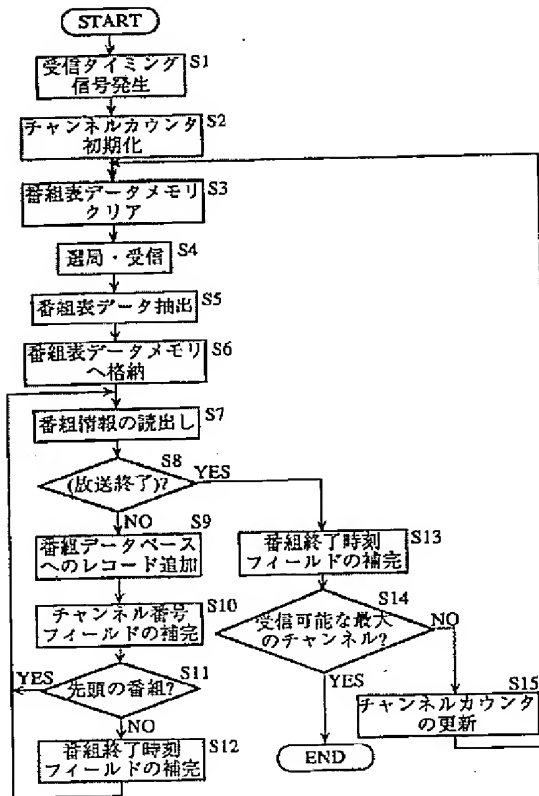 START
受信タイミング
信号発生
S1
チャンネルカウンタ
初期化
S2
番組表データメモリ
クリア
S3
選局・受信
S4
番組表データ抽出
S5
番組表データメモリ
へ格納
S6
番組情報の読出し
S7
(放送終了)?
S8
YES
NO
番組データベース
へのレコード追加
S9
チャンネル番号
フィールドの補完
S10
先頭の番組?
S11
YES
NO
番組終了時刻
フィールドの補完
S12
番組終了時刻
フィールドの補完
S13
受信可能な最大
のチャンネル?
S14
NO
YES
チャンネルカウンタ
の更新
S15
END